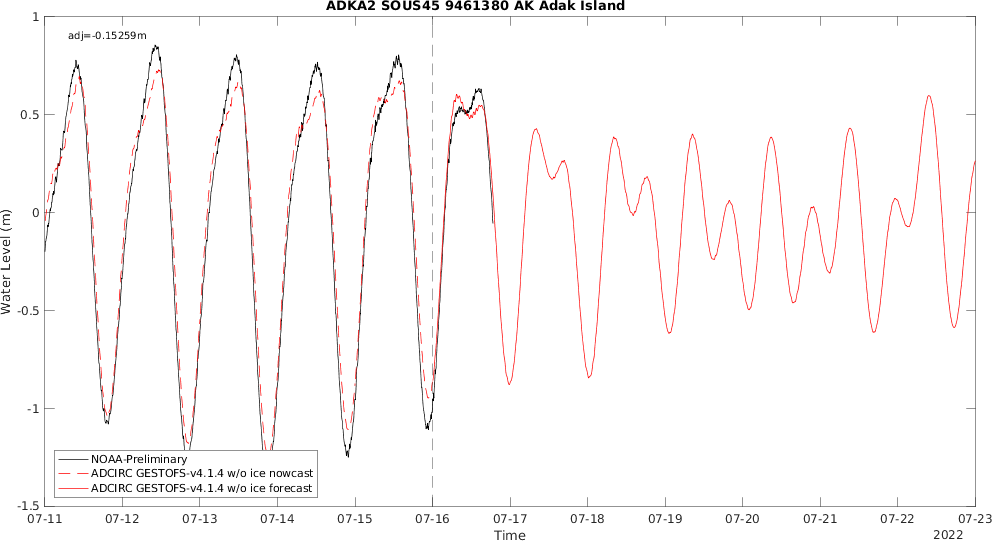 ADKA2 SOUS45 9461380 AK Adak Island
adj=-0.15259m
1
0.5
0
-0.5
-1
-1.5
Water Level (m)
NOAA-Preliminary
ADCIRC GESTOFS-v4.1.4 w/o ice nowcast
ADCIRC GESTOFS-v4.1.4 w/o ice forecast
07-11 07-12 07-13 07-14 07-15 07-16 07-17 07-18 07-19 07-20 07-21 07-22 07-23
Time
2022